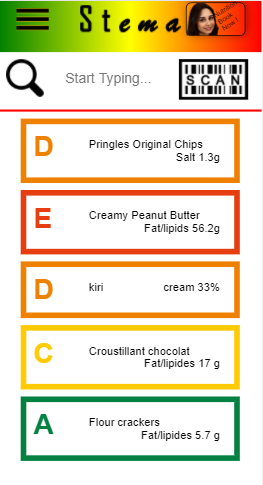 Stema
Nutrition
Book
Now !
Start Typing...
SCAN
D
Pringles Original Chips
Salt 1.3g
E
Creamy Peanut Butter
Fat/lipids 56.2g
D
kiri cream 33%
C
Croustillant chocolat
Fat/lipides 17 g
A
Flour crackers
Fat/lipides 5.7 g